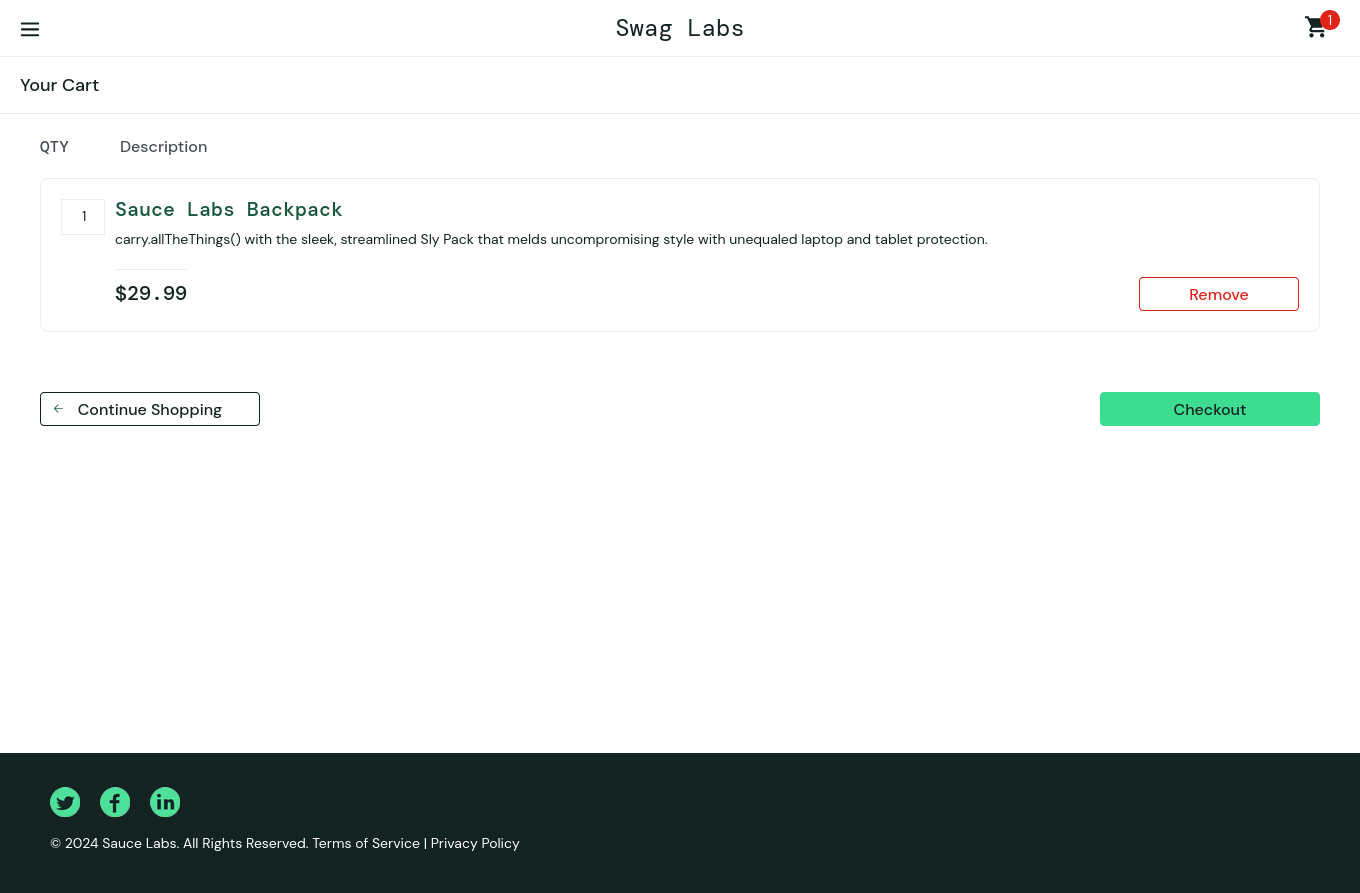 Swag Labs
1
Your Cart
QTY Description
1
Sauce Labs Backpack
carry.allTheThings() with the sleek, streamlined Sly Pack that melds uncompromising style with unequaled laptop and tablet protection.
$29.99
Remove
Continue Shopping
Checkout
© 2024 Sauce Labs. All Rights Reserved. Terms of Service | Privacy Policy